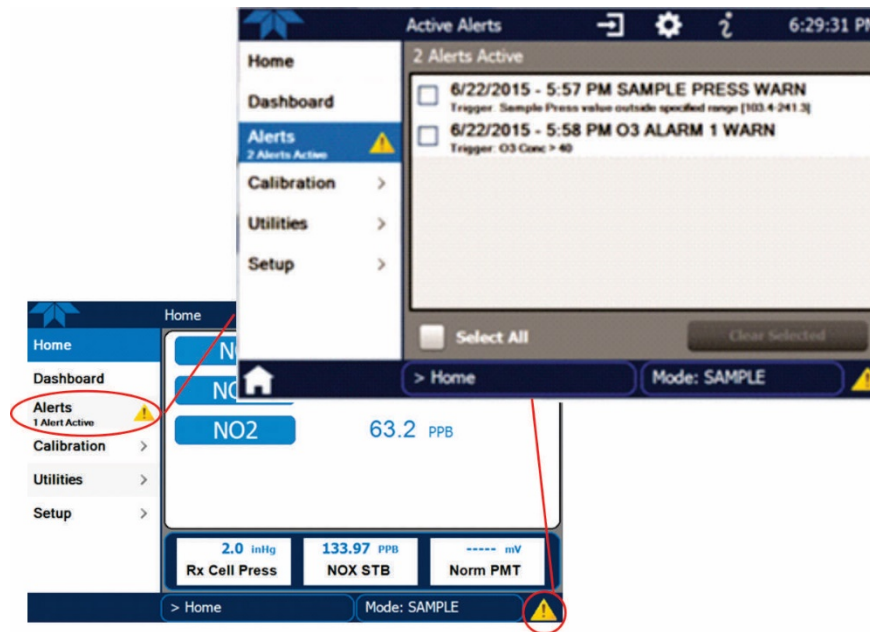 Active Alerts
6:29:31 PM
Home
Dashboard
Alerts
2 Alerts Active
Calibration >
Utilities >
Setup >
2 Alerts Active
6/22/2015 - 5:57 PM SAMPLE PRESS WARN
Trigger: Sample Press value outside specified range [103.4-241.3]
6/22/2015 - 5:58 PM O3 ALARM 1 WARN
Trigger: O3 Conc > 40
Select All
Clear Selected
> Home
Mode: SAMPLE
Home
Home
Dashboard
Alerts
1 Alert Active
Calibration >
Utilities >
Setup >
NO2 63.2 PPB
2.0 inHg
Rx Cell Press
133.97 PPB
NOX STB
----- mV
Norm PMT
> Home
Mode: SAMPLE